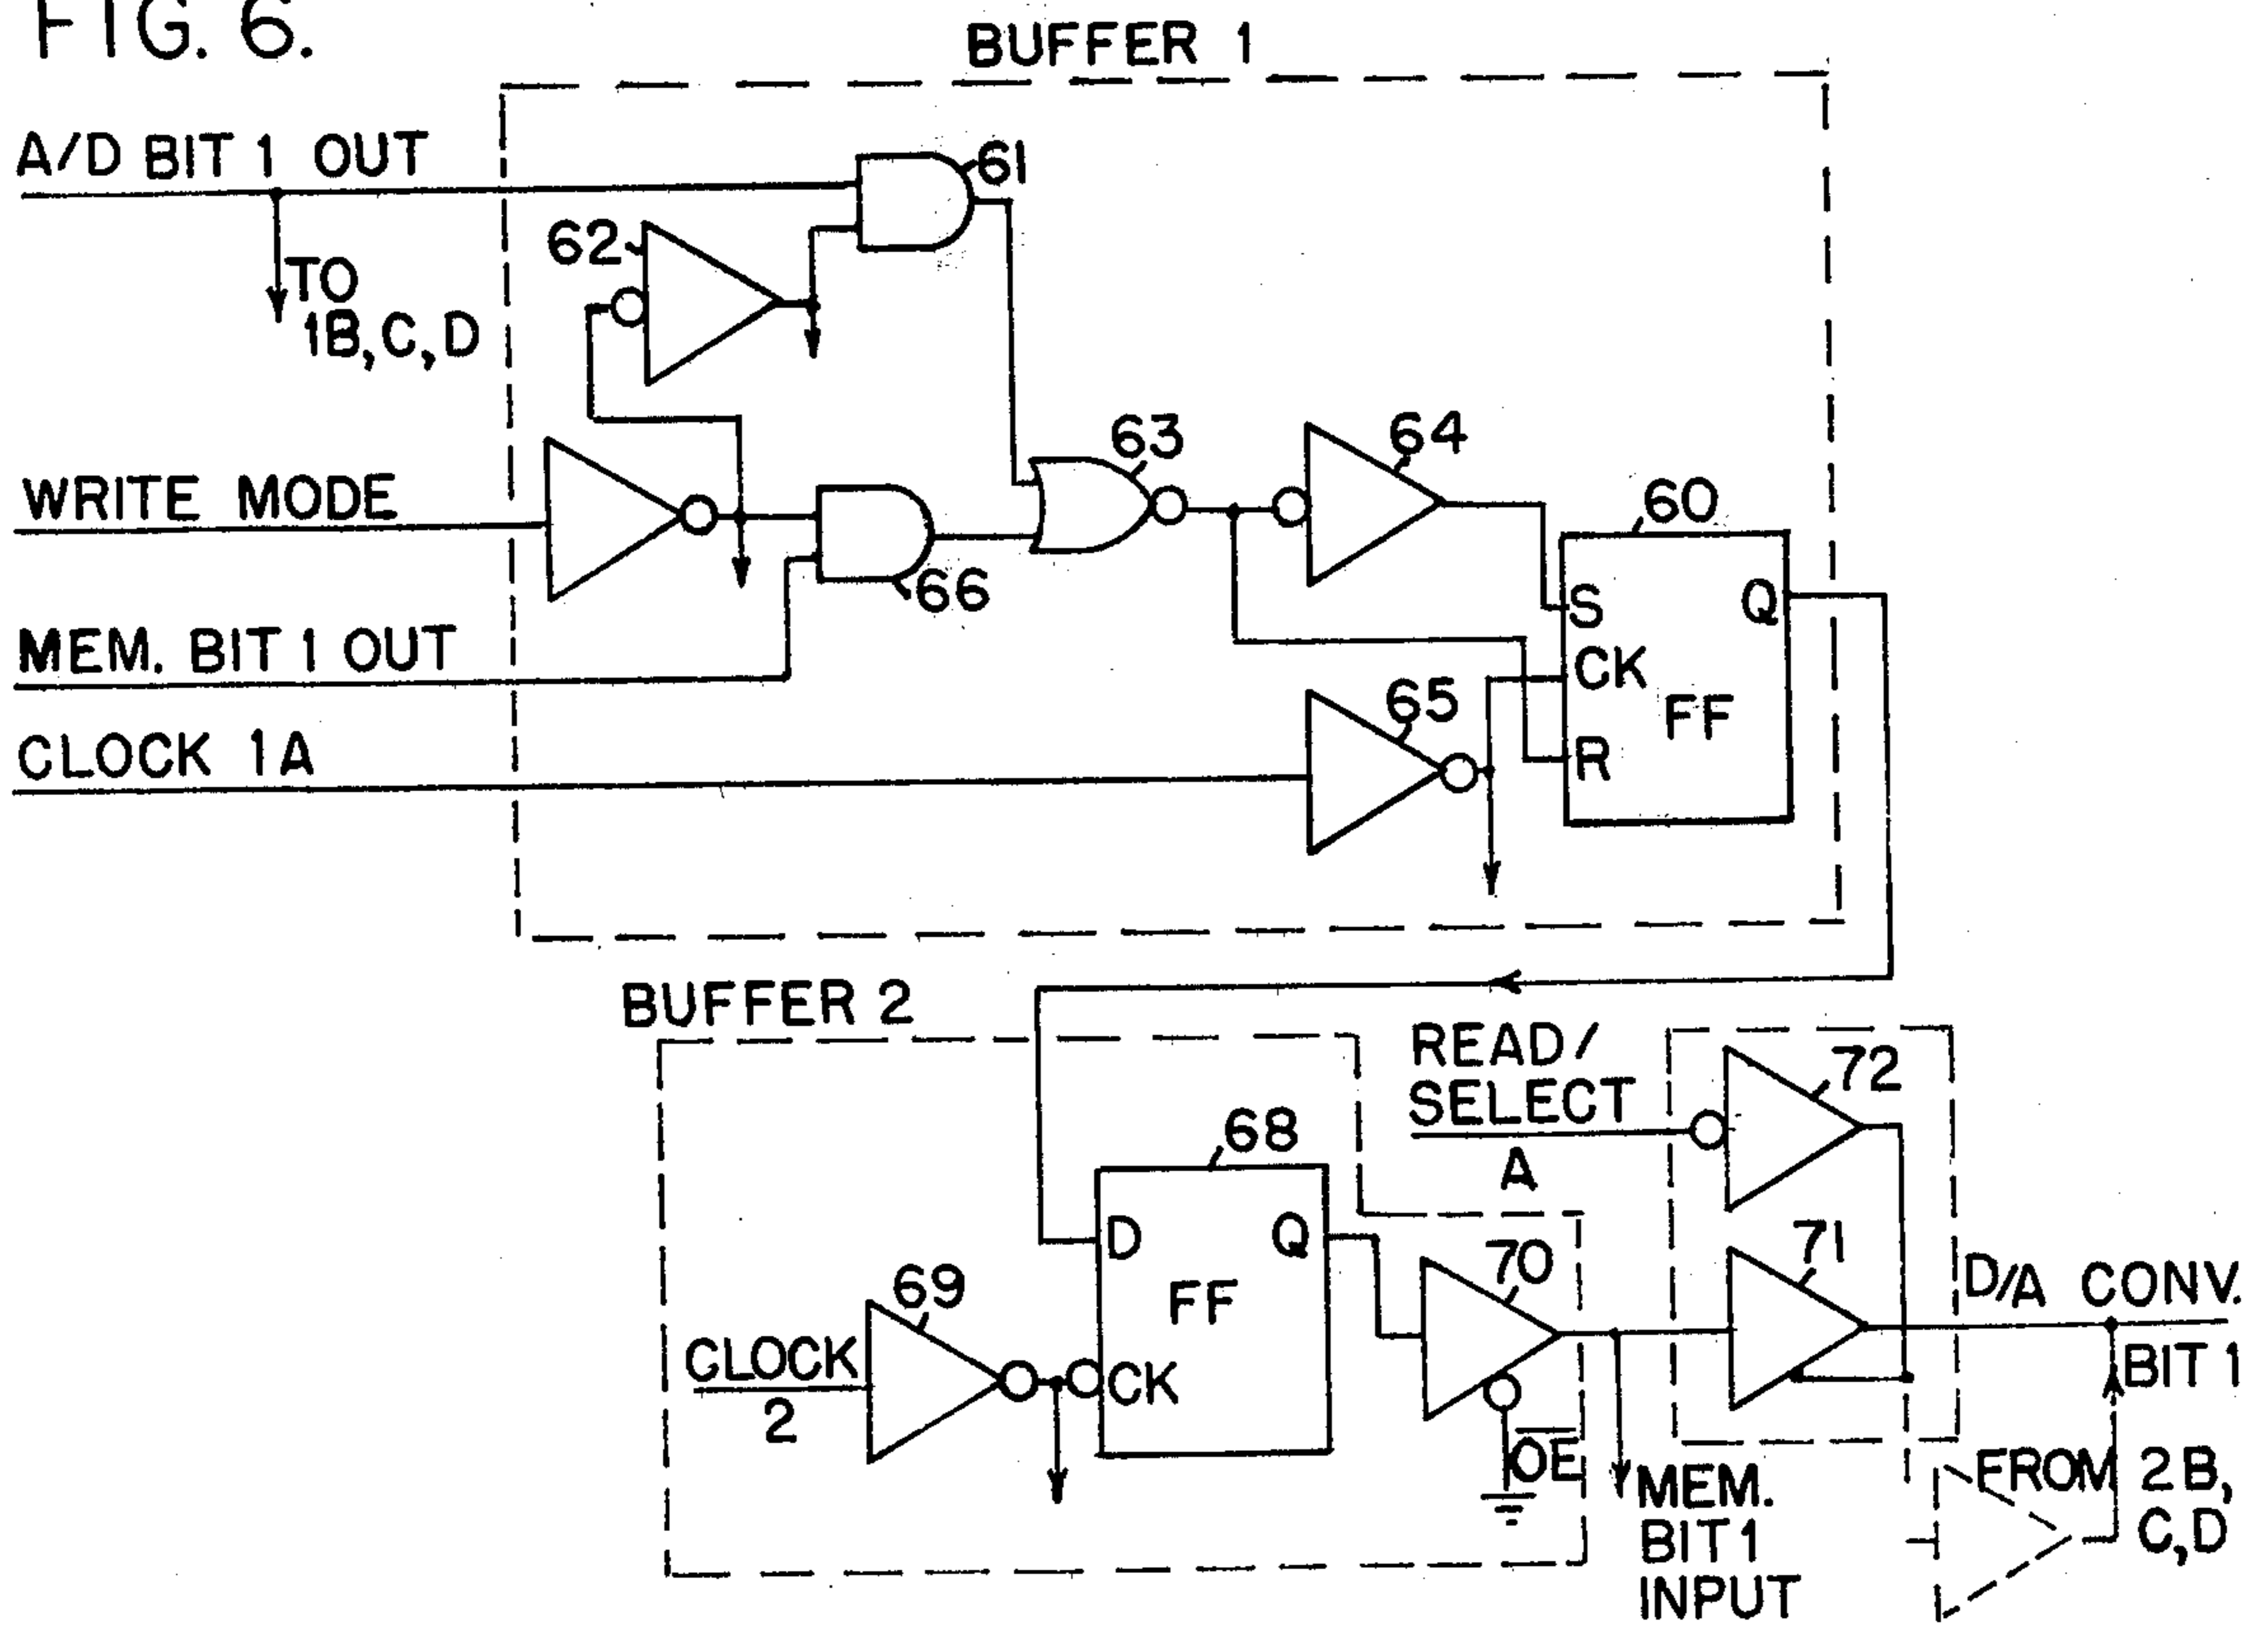 FIG. 6.
BUFFER 1
A/D BIT 1 OUT
61
62
TO
1B, C, D
WRITE MODE
63
64
60
66
S
Q
MEM. BIT 1 OUT
CK
65
FF
CLOCK 1A
R
BUFFER 2
READ/
SELECT
A
72
68
D
Q
70
71
69
FF
D/A CONV.
BIT 1
CLOCK
2
CK
OE
MEM.
BIT 1
INPUT
FROM 2B,
C, D